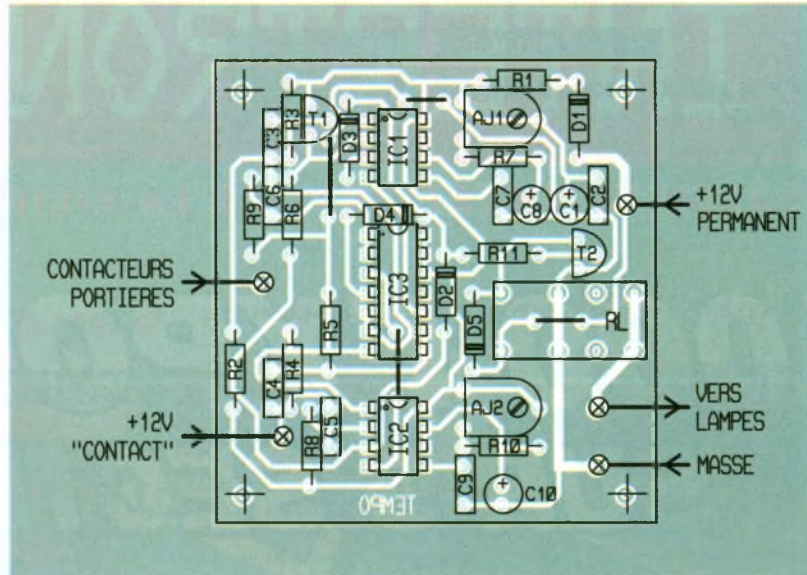 R1
R3
T1
D3
IC1
AJ1
D1
C3
R7
C6
C7
C8
C1
C2
R9
R6
D4
+12V
PERMANENT
R11
T2
CONTACTEURS
PORTIERES
IC3
D2
D5
RL
R5
R2
R4
C4
AJ2
VERS
LAMPES
+12V
"CONTACT"
R8
C5
IC2
R10
MASSE
C9
C10
TEMPO